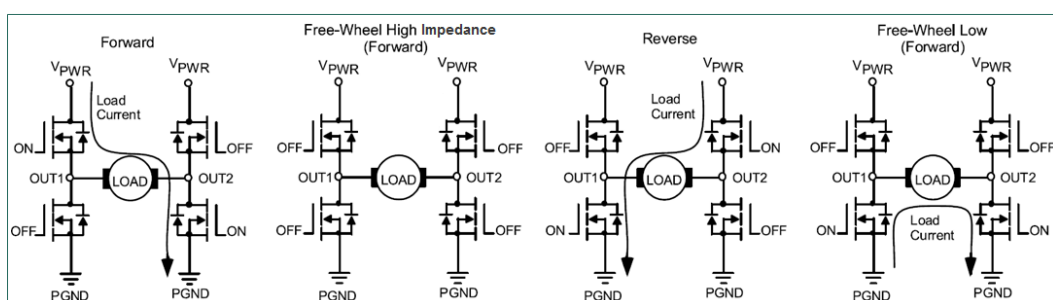 Forward
VPWR VPWR
Load
Current
ON OFF
OUT1 LOAD OUT2
OFF ON
PGND PGND
Free-Wheel High Impedance
(Forward)
VPWR VPWR
OFF OFF
OUT1 LOAD OUT2
OFF OFF
PGND PGND
Reverse
VPWR VPWR
Load
Current
OFF ON
OUT1 LOAD OUT2
ON OFF
PGND PGND
Free-Wheel Low
(Forward)
VPWR VPWR
OFF OFF
OUT1 LOAD OUT2
ON Load ON
Current
PGND PGND